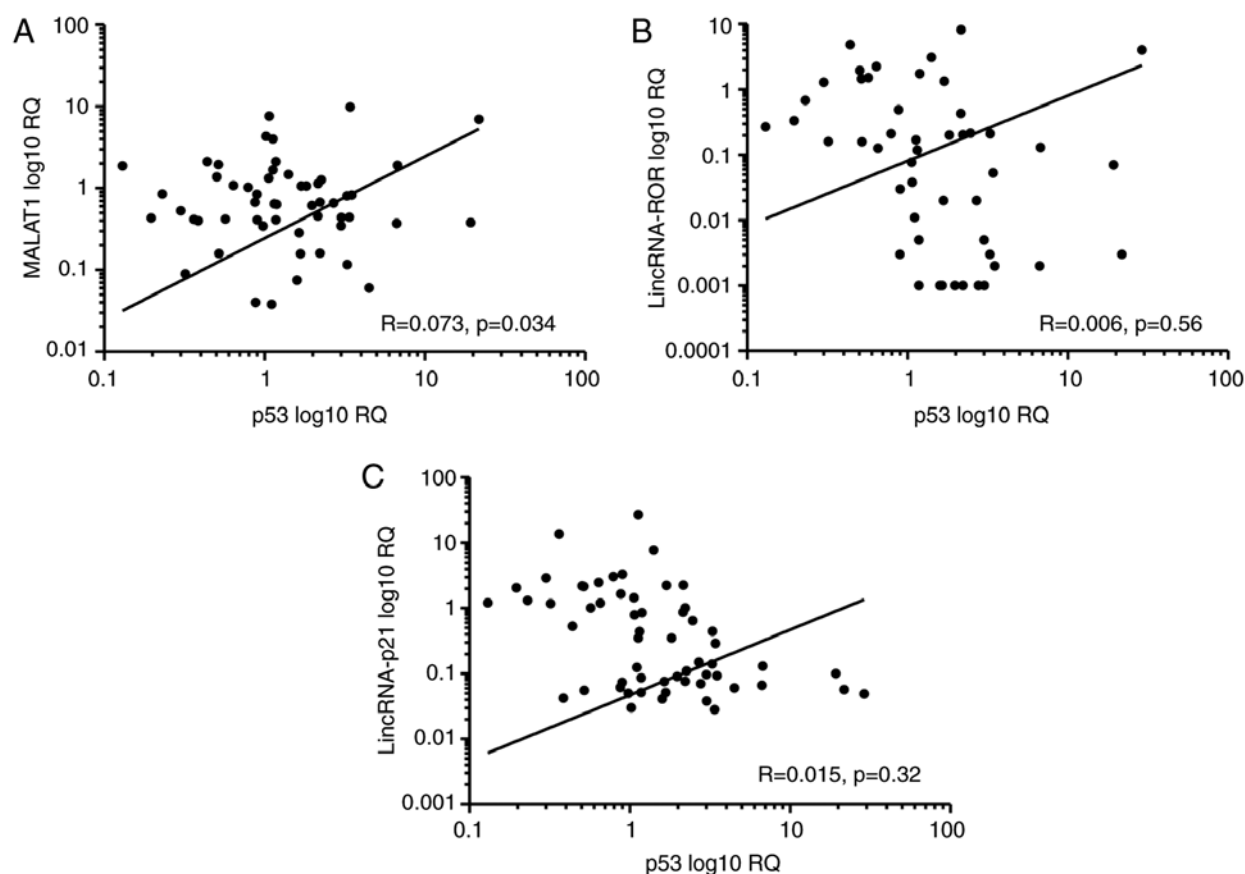 A
MALAT1 log10 RQ
100
10
1
0.1
0.01
0.1
1
10
100
p53 log10 RQ
R=0.073, p=0.034
B
LincRNA-ROR log10 RQ
10
1
0.1
0.01
0.001
0.0001
0.1
1
10
100
p53 log10 RQ
R=0.006, p=0.56
C
LincRNA-p21 log10 RQ
100
10
1
0.1
0.01
0.001
0.1
1
10
100
p53 log10 RQ
R=0.015, p=0.32